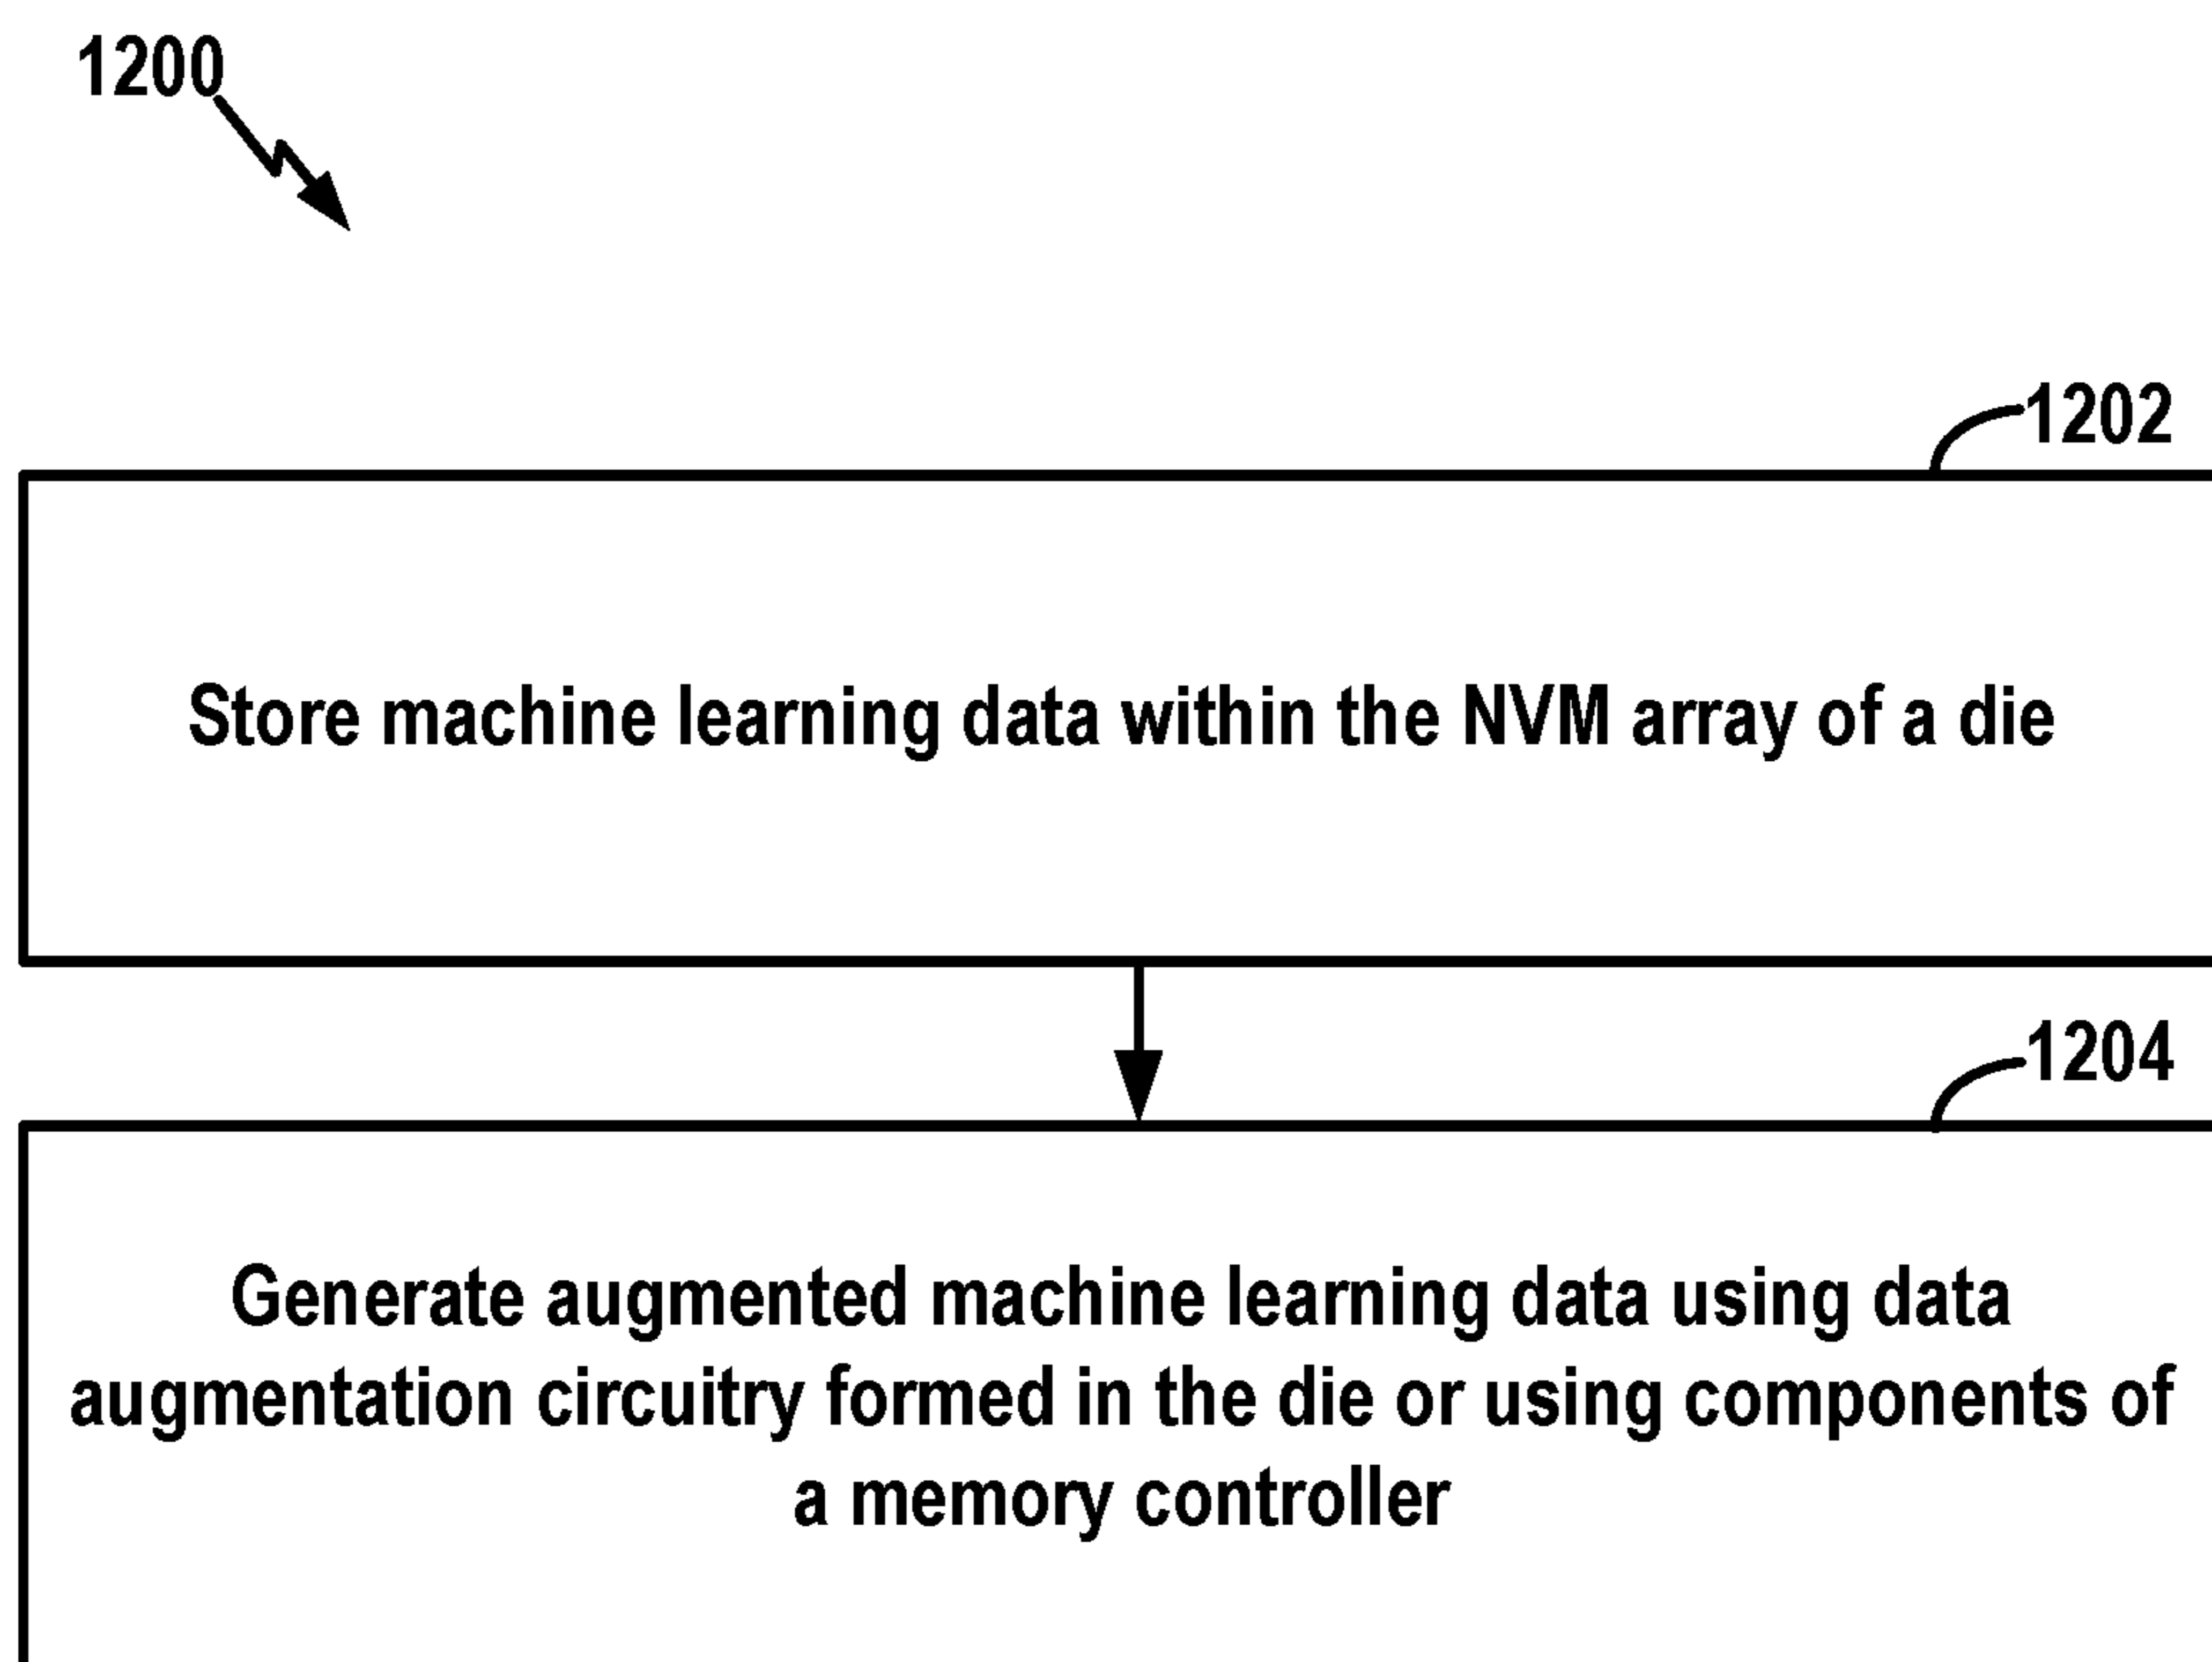 1200
1202
Store machine learning data within the NVM array of a die
1204
Generate augmented machine learning data using data
augmentation circuitry formed in the die or using components of
a memory controller